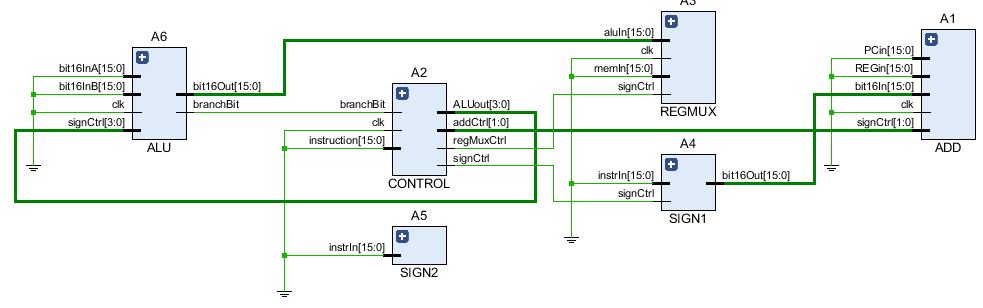 A6
bit16InA[15:0]
bit16InB[15:0]
clk
signCtrl[3:0]
bit16Out[15:0]
branchBit
ALU
A2
branchBit
clk
instruction[15:0]
ALUout[3:0]
addCtrl[1:0]
regMuxCtrl
signCtrl
CONTROL
A5
instrIn[15:0]
SIGN2
A3
aluIn[15:0]
clk
memIn[15:0]
signCtrl
REGMUX
A4
instrIn[15:0]
signCtrl
bit16Out[15:0]
SIGN1
A1
PCin[15:0]
REGin[15:0]
bit16In[15:0]
clk
signCtrl[1:0]
ADD